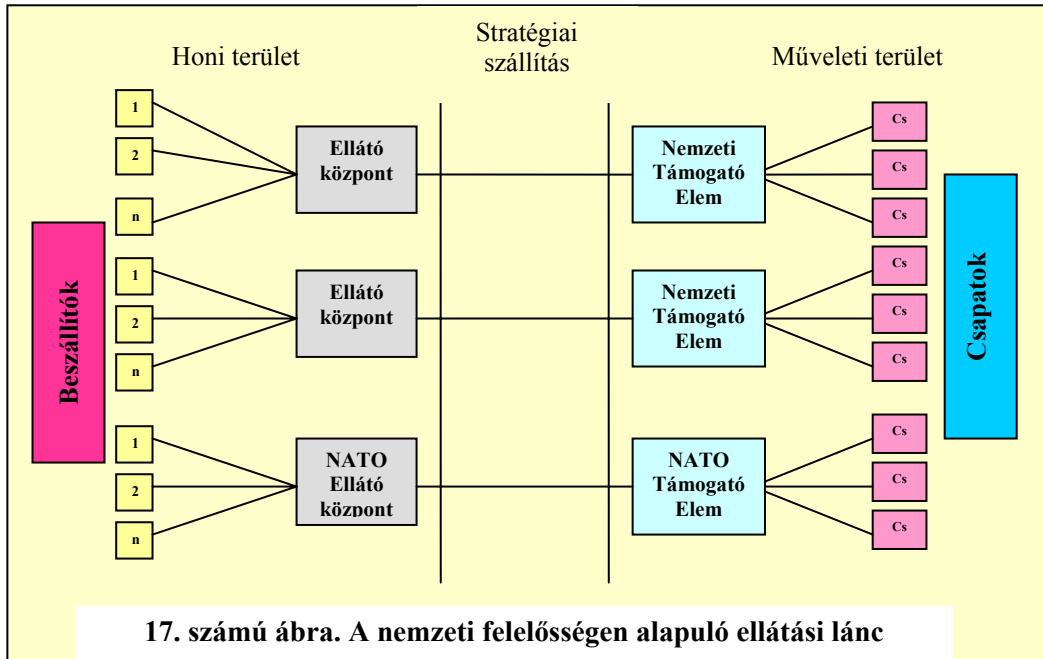 Honi terület
Stratégiai
szállítás
Műveleti terület
Beszállítók
1
2
n
Ellátó
központ
Nemzeti
Támogató
Elem
Cs
Cs
Cs
1
2
n
Ellátó
központ
Nemzeti
Támogató
Elem
Cs
Cs
Cs
1
2
n
NATO
Ellátó
központ
NATO
Támogató
Elem
Cs
Cs
Cs
Csapatok
17. számú ábra. A nemzeti felelősségen alapuló ellátási lánc